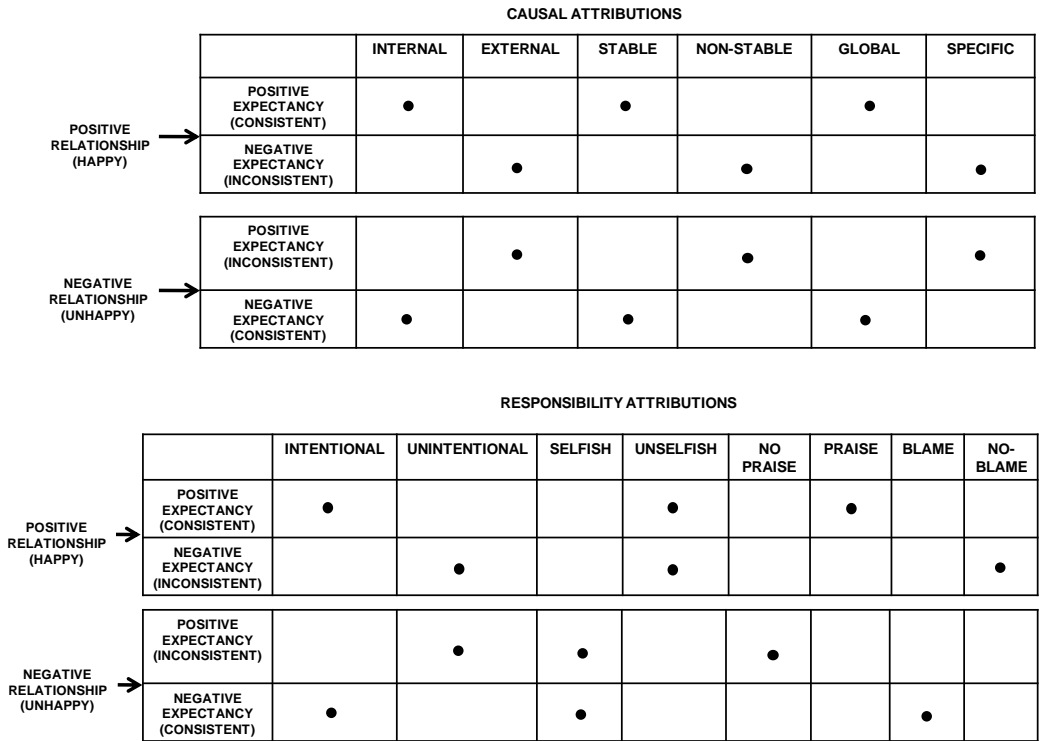 CAUSAL ATTRIBUTIONS
INTERNAL EXTERNAL STABLE NON-STABLE GLOBAL SPECIFIC
POSITIVE
EXPECTANCY
(CONSISTENT)
POSITIVE
RELATIONSHIP
(HAPPY)
NEGATIVE
EXPECTANCY
(INCONSISTENT)
POSITIVE
EXPECTANCY
(INCONSISTENT)
NEGATIVE
RELATIONSHIP
(UNHAPPY)
NEGATIVE
EXPECTANCY
(CONSISTENT)
RESPONSIBILITY ATTRIBUTIONS
INTENTIONAL UNINTENTIONAL SELFISH UNSELFISH NO PRAISE BLAME NO-
PRAISE BLAME
POSITIVE
EXPECTANCY
(CONSISTENT)
POSITIVE
RELATIONSHIP
(HAPPY)
NEGATIVE
EXPECTANCY
(INCONSISTENT)
POSITIVE
EXPECTANCY
(INCONSISTENT)
NEGATIVE
RELATIONSHIP
(UNHAPPY)
NEGATIVE
EXPECTANCY
(CONSISTENT)